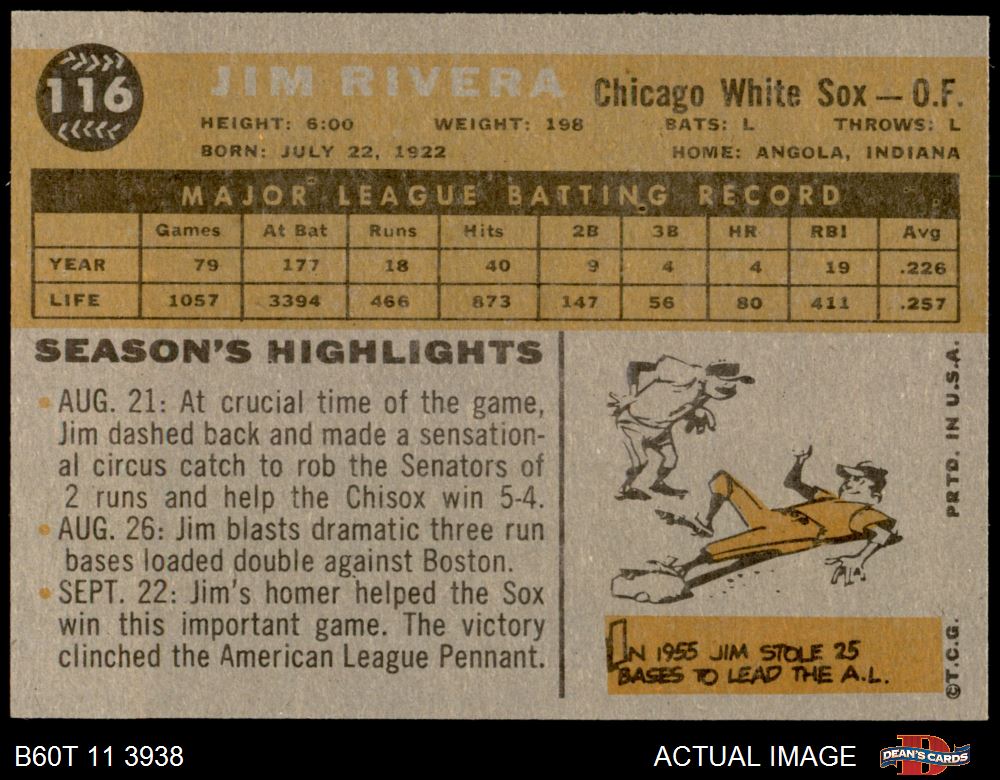 116
JIM RIVERA Chicago White Sox — O.F.
HEIGHT: 6:00 WEIGHT: 198 BATS: L THROWS: L
BORN: JULY 22, 1922 HOME: ANGOLA, INDIANA
MAJOR LEAGUE BATTING RECORD
Games At Bat Runs Hits 2B 3B HR RBI Avg
YEAR 79 177 18 40 9 4 4 19 .226
LIFE 1057 3394 466 873 147 56 80 411 .257
SEASON'S HIGHLIGHTS
• AUG. 21: At crucial time of the game,
Jim dashed back and made a sensation-
al circus catch to rob the Senators of
2 runs and help the Chisox win 5-4.
• AUG. 26: Jim blasts dramatic three run
bases loaded double against Boston.
• SEPT. 22: Jim's homer helped the Sox
win this important game. The victory
clinched the American League Pennant.
IN 1955 JIM STOLE 25
BASES TO LEAD THE A.L.
©T.C.G. PRTD. IN U.S.A.
B60T 11 3938 ACTUAL IMAGE DEAN'S CARDS